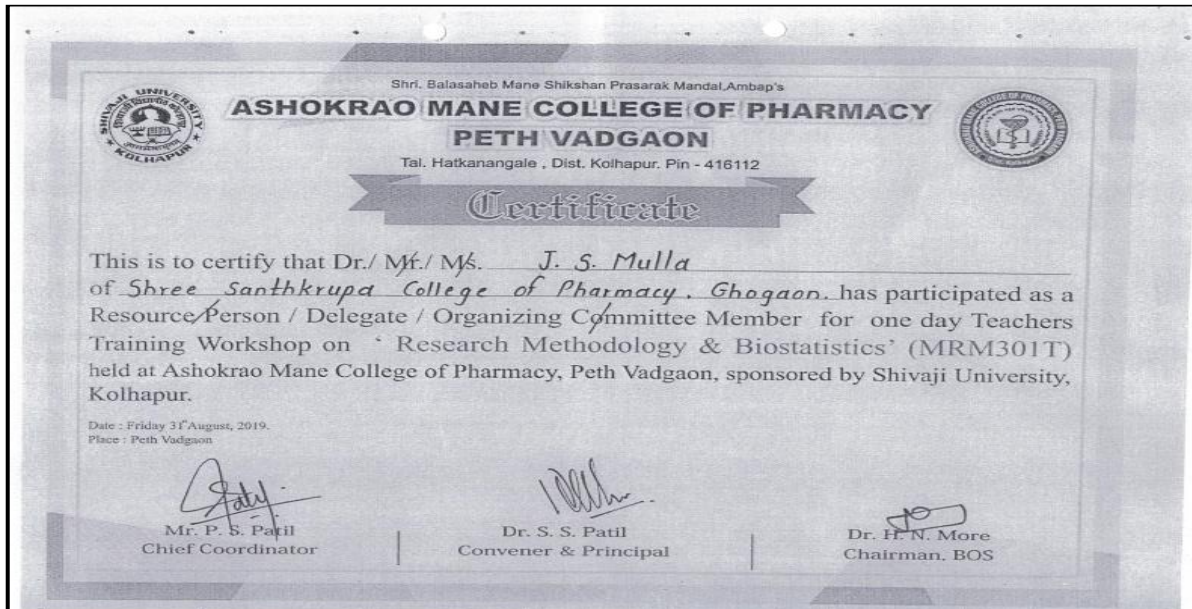 Shri. Balasaheb Mane Shikshan Prasarak Mandal,Ambap's
ASHOKRAO MANE COLLEGE OF PHARMACY
PETH VADGAON
Tal. Hatkanangale , Dist. Kolhapur. Pin - 416112
SHIVAJI UNIVERSITY
KOLHAPUR
Certificate
This is to certify that Dr./ Mr./ M/s. J. S. Mulla
of Shree Santhkrupa College of Pharmacy. Ghogaon. has participated as a
Resource Person / Delegate / Organizing Committee Member for one day Teachers
Training Workshop on ‘ Research Methodology & Biostatistics’ (MRM301T)
held at Ashokrao Mane College of Pharmacy, Peth Vadgaon, sponsored by Shivaji University,
Kolhapur.
Date : Friday 31st August, 2019.
Place : Peth Vadgaon
Mr. P. S. Patil
Chief Coordinator
Dr. S. S. Patil
Convener & Principal
Dr. H. N. More
Chairman. BOS